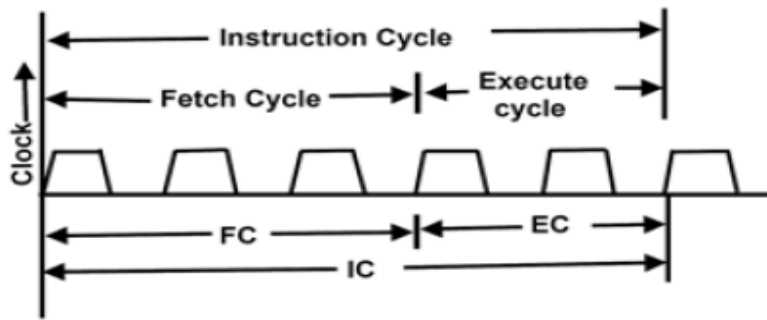 Instruction Cycle
Fetch Cycle
Execute
cycle
Clock
FC
EC
IC